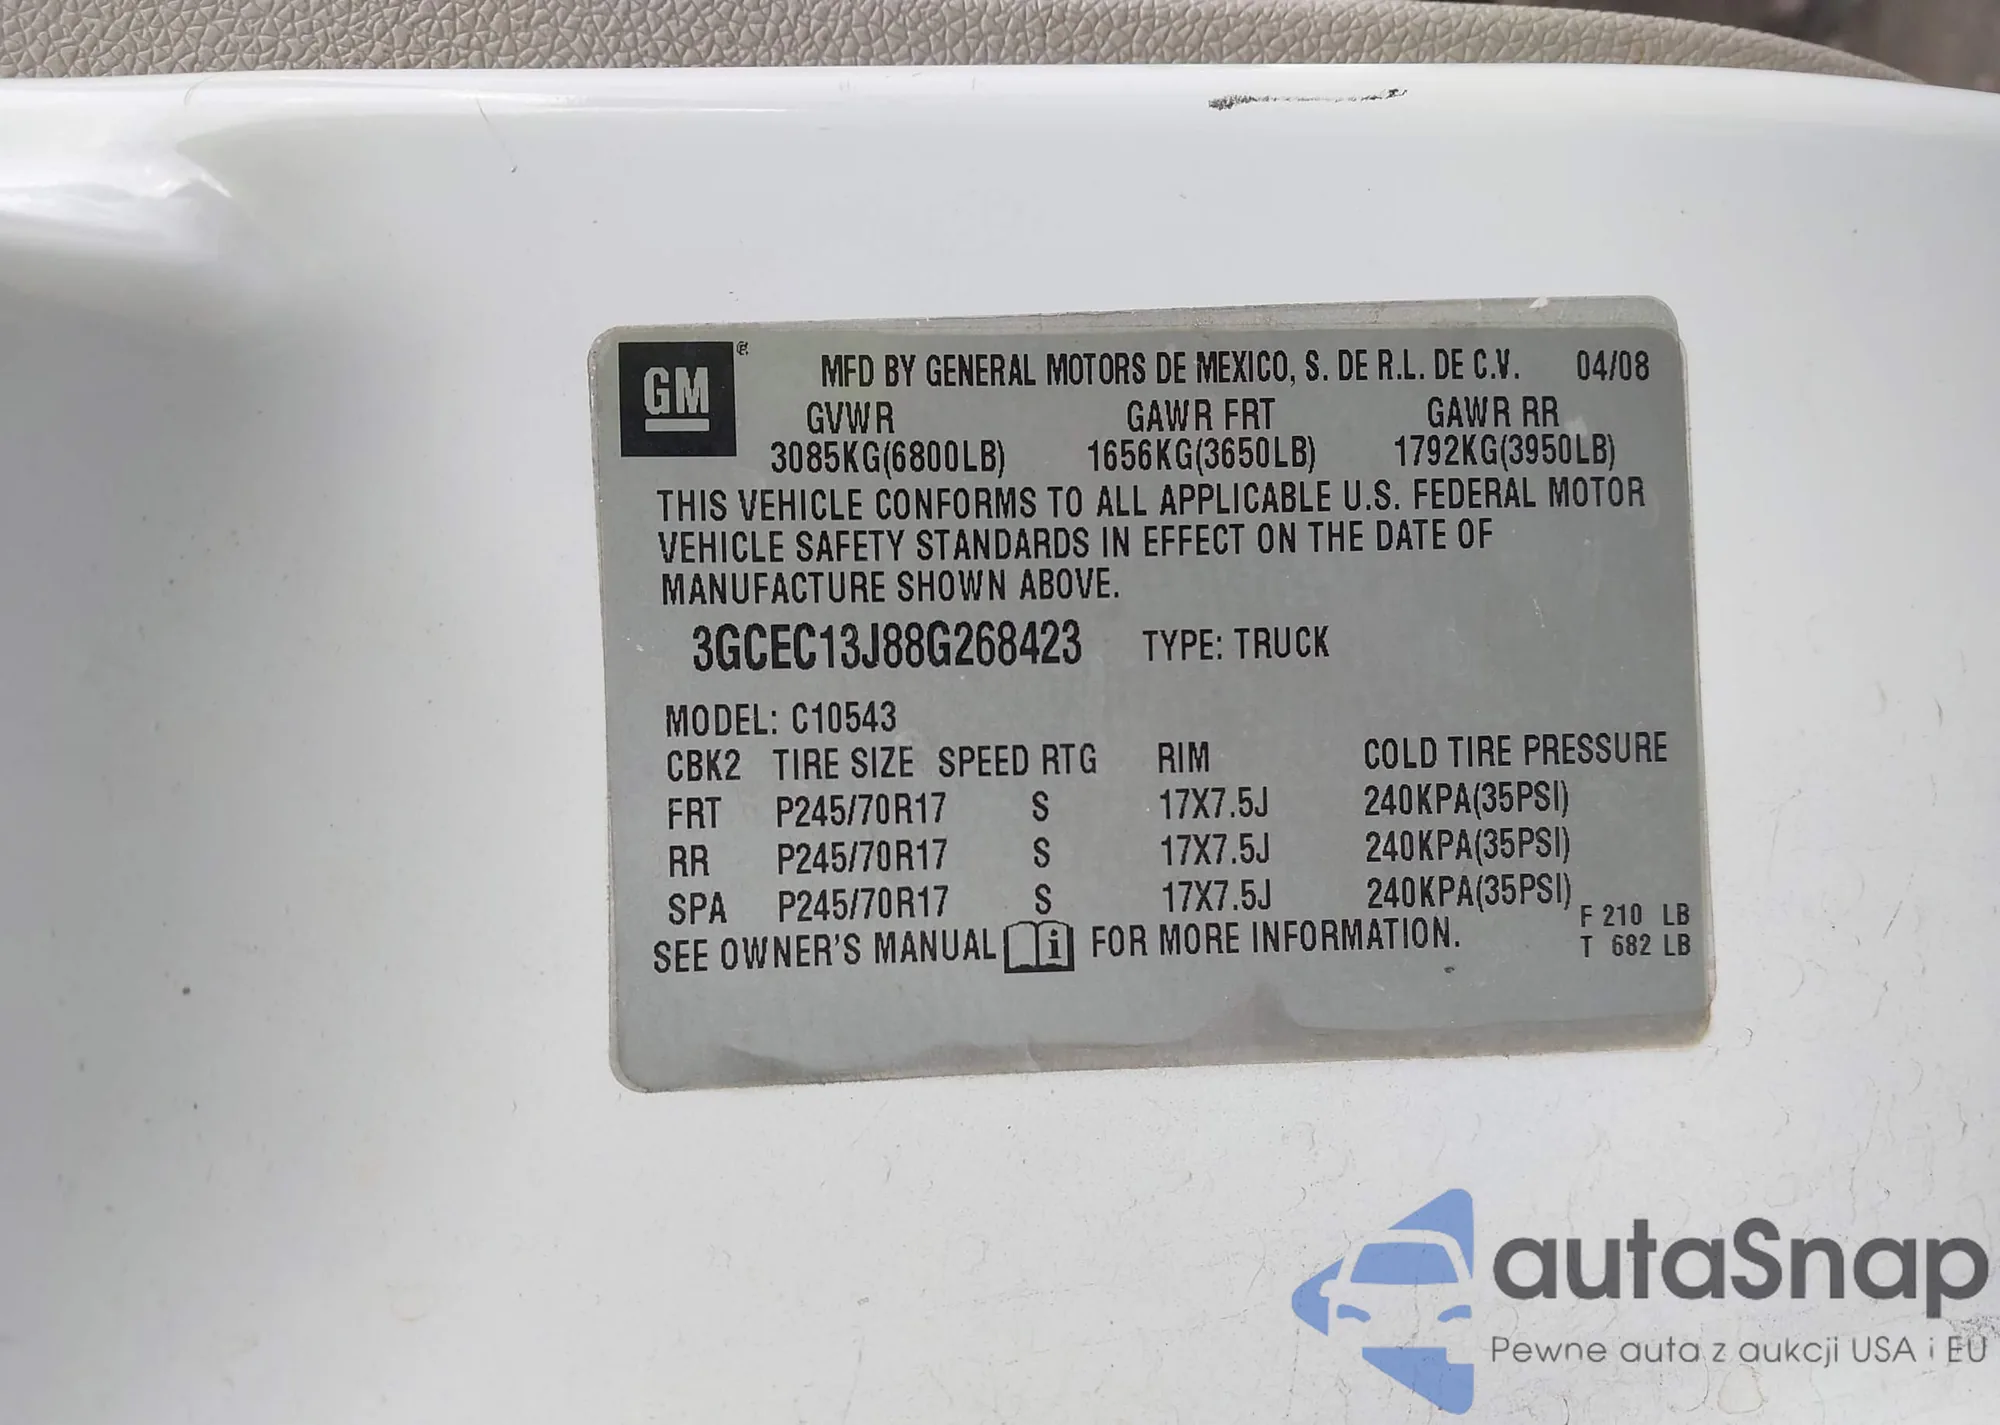 GM ®
MFD BY GENERAL MOTORS DE MEXICO, S. DE R.L. DE C.V. 04/08
GVWR GAWR FRT GAWR RR
3085KG(6800LB) 1656KG(3650LB) 1792KG(3950LB)
THIS VEHICLE CONFORMS TO ALL APPLICABLE U.S. FEDERAL MOTOR
VEHICLE SAFETY STANDARDS IN EFFECT ON THE DATE OF
MANUFACTURE SHOWN ABOVE.
3GCEC13J88G268423 TYPE: TRUCK
MODEL: C10543
CBK2 TIRE SIZE SPEED RTG RIM COLD TIRE PRESSURE
FRT P245/70R17 S 17X7.5J 240KPA(35PSI)
RR P245/70R17 S 17X7.5J 240KPA(35PSI)
SPA P245/70R17 S 17X7.5J 240KPA(35PSI)
F 210 LB
SEE OWNER'S MANUAL i FOR MORE INFORMATION.
T 682 LB
autaSnap
Pewne auta z aukcji USA i EU